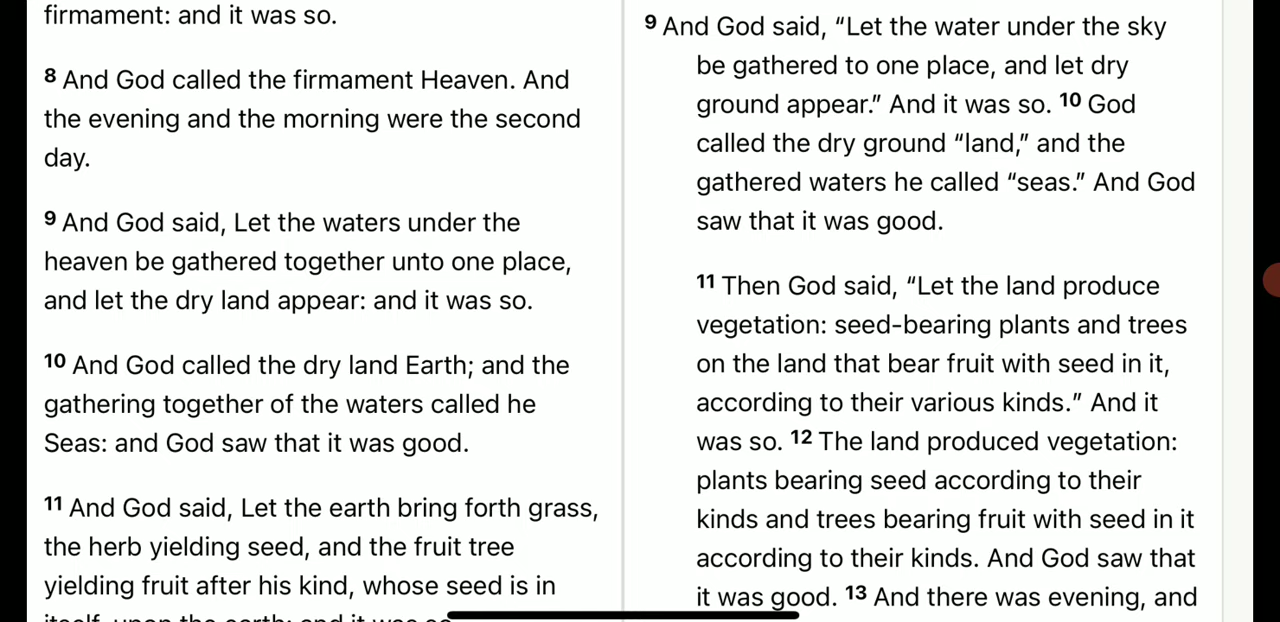 firmament: and it was so.
8 And God called the firmament Heaven. And
the evening and the morning were the second
day.
9 And God said, Let the waters under the
heaven be gathered together unto one place,
and let the dry land appear: and it was so.
10 And God called the dry land Earth; and the
gathering together of the waters called he
Seas: and God saw that it was good.
11 And God said, Let the earth bring forth grass,
the herb yielding seed, and the fruit tree
yielding fruit after his kind, whose seed is in
itself, upon the earth: and it was so.
9 And God said, “Let the water under the sky
be gathered to one place, and let dry
ground appear.” And it was so. 10 God
called the dry ground “land,” and the
gathered waters he called “seas.” And God
saw that it was good.
11 Then God said, “Let the land produce
vegetation: seed-bearing plants and trees
on the land that bear fruit with seed in it,
according to their various kinds.” And it
was so. 12 The land produced vegetation:
plants bearing seed according to their
kinds and trees bearing fruit with seed in it
according to their kinds. And God saw that
it was good. 13 And there was evening, and